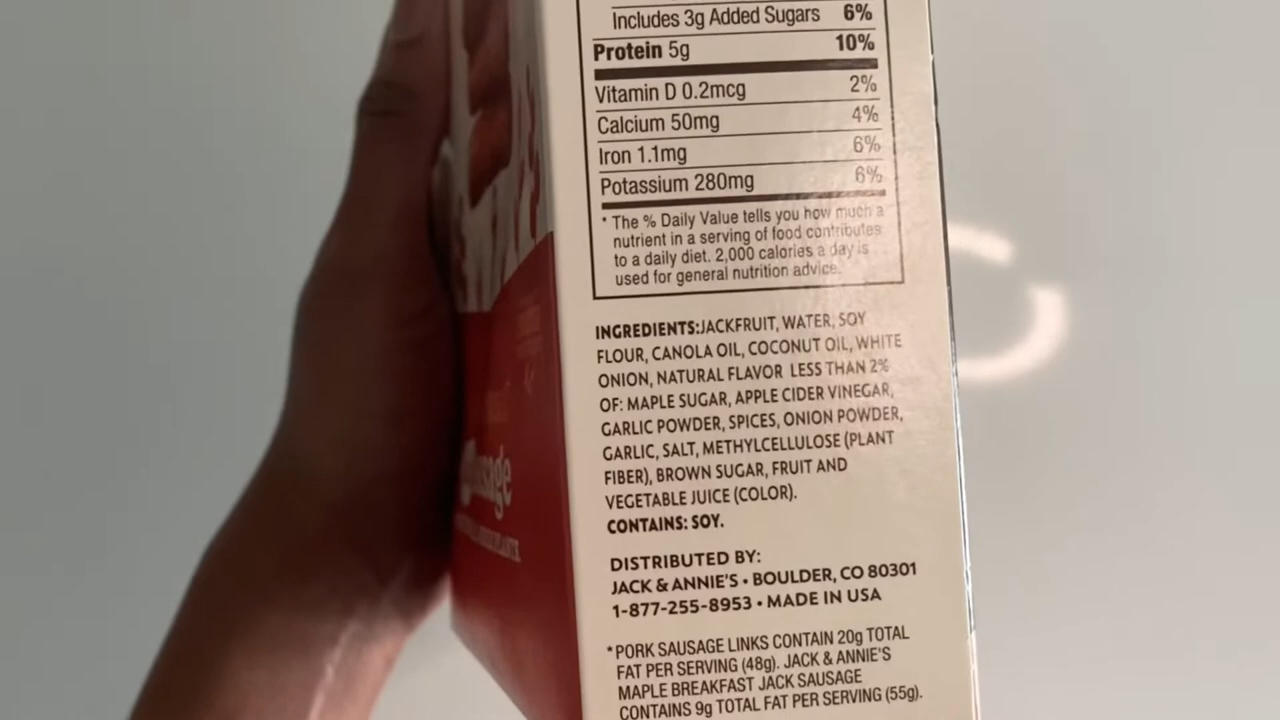 Includes 3g Added Sugars 6%
Protein 5g 10%
Vitamin D 0.2mcg 2%
Calcium 50mg 4%
Iron 1.1mg 6%
Potassium 280mg 6%
* The % Daily Value tells you how much a
nutrient in a serving of food contributes
to a daily diet. 2,000 calories a day is
used for general nutrition advice.
INGREDIENTS:JACKFRUIT, WATER, SOY
FLOUR, CANOLA OIL, COCONUT OIL, WHITE
ONION, NATURAL FLAVOR LESS THAN 2%
OF: MAPLE SUGAR, APPLE CIDER VINEGAR,
GARLIC POWDER, SPICES, ONION POWDER,
GARLIC, SALT, METHYLCELLULOSE (PLANT
FIBER), BROWN SUGAR, FRUIT AND
VEGETABLE JUICE (COLOR).
CONTAINS: SOY.
DISTRIBUTED BY:
JACK & ANNIE'S • BOULDER, CO 80301
1-877-255-8953 • MADE IN USA
*PORK SAUSAGE LINKS CONTAIN 20g TOTAL
FAT PER SERVING (48g). JACK & ANNIE'S
MAPLE BREAKFAST JACK SAUSAGE
CONTAINS 9g TOTAL FAT PER SERVING (55g).